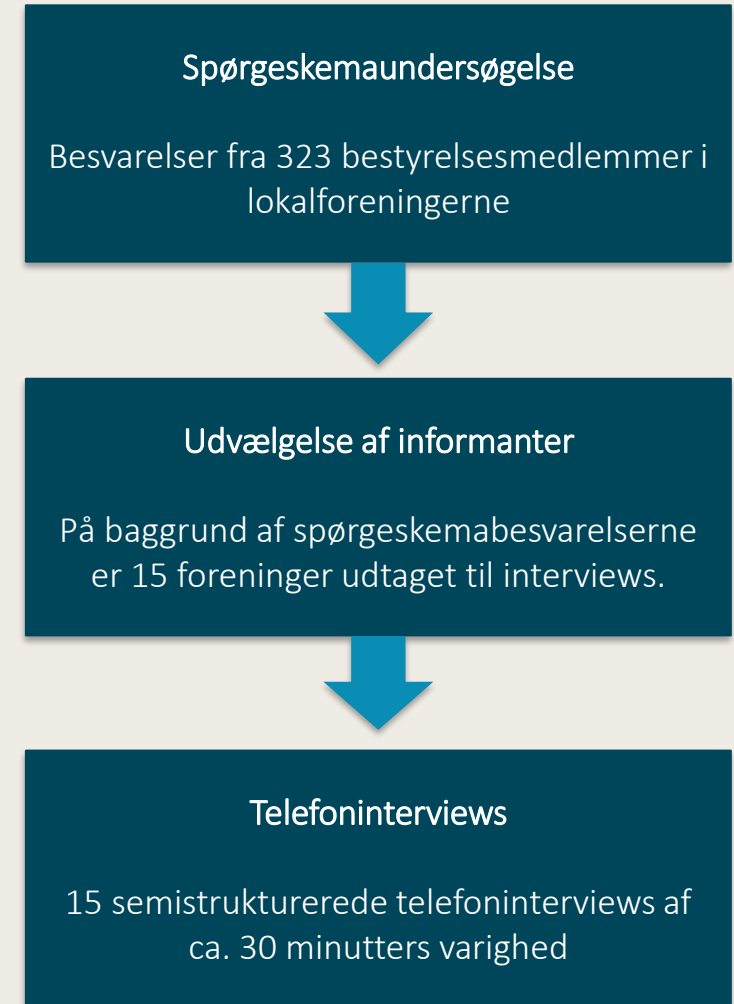 Spørgeskemaundersøgelse
Besvarelser fra 323 bestyrelsesmedlemmer i
lokalforeningerne
Udvælgelse af informanter
På baggrund af spørgeskemabesvarelserne
er 15 foreninger udtaget til interviews.
Telefoninterviews
15 semistrukturerede telefoninterviews af
ca. 30 minutters varighed